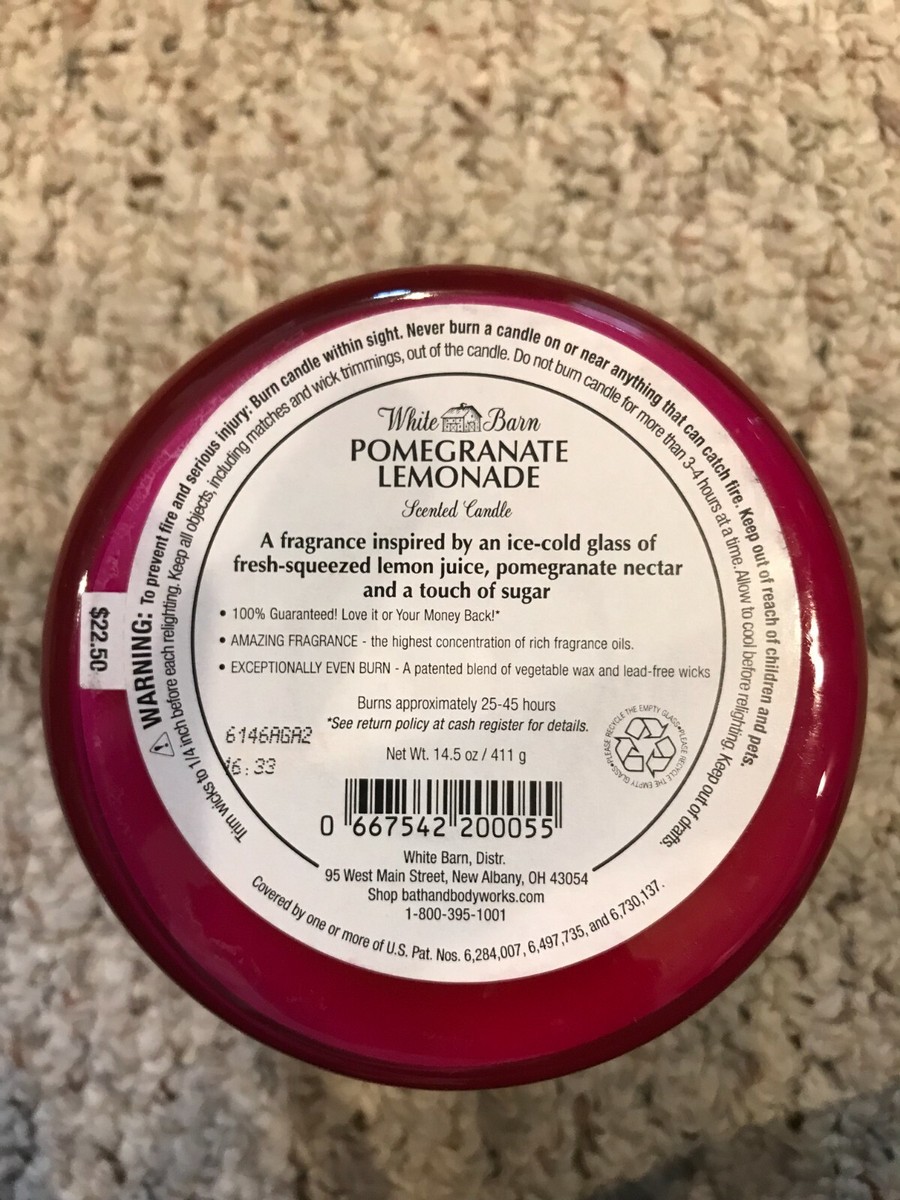 WARNING: To prevent fire and serious injury: Burn candle within sight. Never burn a candle on or near anything that can catch fire. Keep out of reach of children and pets.
Trim wicks to 1/4 inch before each relighting. Keep all objects, including matches and wick trimmings, out of the candle. Do not burn candle for more than 3-4 hours at a time. Allow to cool before relighting. Keep out of drafts.
White Barn
POMEGRANATE
LEMONADE
Scented Candle
A fragrance inspired by an ice-cold glass of
fresh-squeezed lemon juice, pomegranate nectar
and a touch of sugar
• 100% Guaranteed! Love it or Your Money Back!*
• AMAZING FRAGRANCE - the highest concentration of rich fragrance oils.
• EXCEPTIONALLY EVEN BURN - A patented blend of vegetable wax and lead-free wicks
$22.50
Burns approximately 25-45 hours
*See return policy at cash register for details.
6146AGA2
16:33
Net Wt. 14.5 oz / 411 g
PLEASE RECYCLE THE EMPTY GLASS • PLEASE RECYCLE THE EMPTY GLASS •
0 667542 200055
White Barn, Distr.
95 West Main Street, New Albany, OH 43054
Shop bathandbodyworks.com
1-800-395-1001
Covered by one or more of U.S. Pat. Nos. 6,284,007, 6,497,735, and 6,730,137.